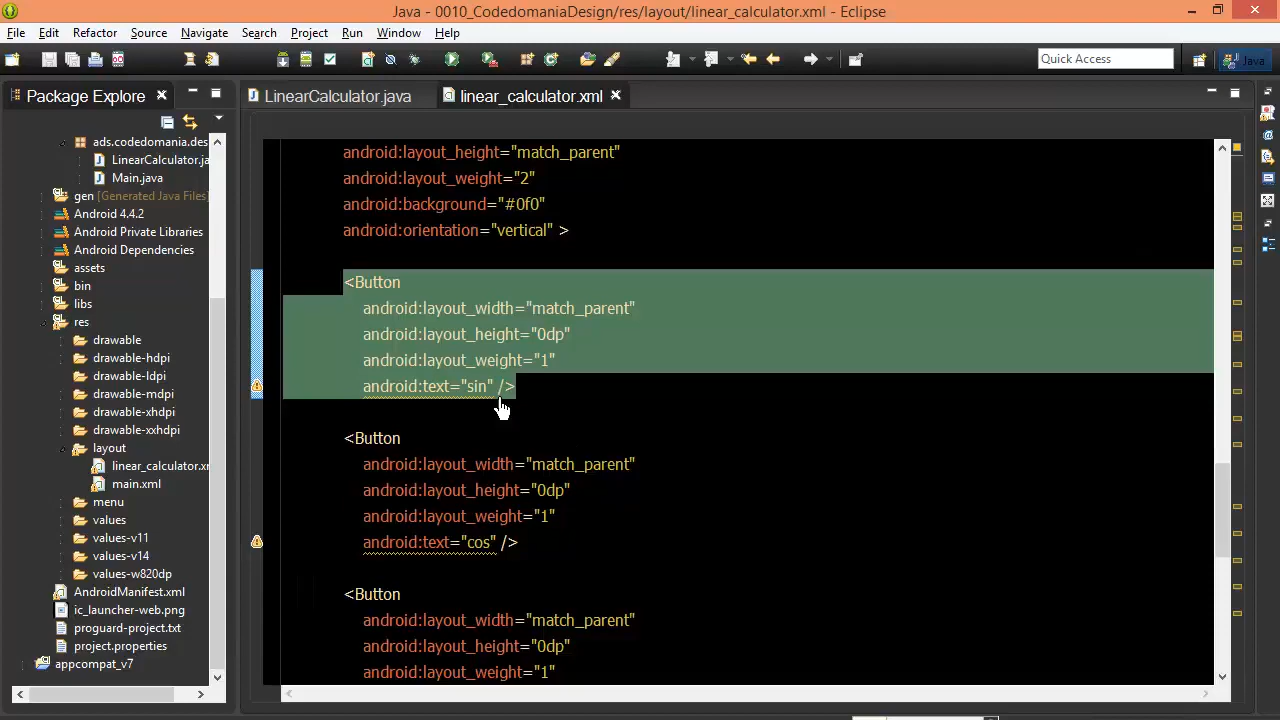 Java - 0010_CodedomaniaDesign/res/layout/linear_calculator.xml - Eclipse
File Edit Refactor Source Navigate Search Project Run Window Help
Quick Access
Java
Package Explore
LinearCalculator.java
linear_calculator.xml
ads.codedomania.des
LinearCalculator.ja
Main.java
gen [Generated Java Files]
Android 4.4.2
Android Private Libraries
Android Dependencies
assets
bin
libs
res
drawable
drawable-hdpi
drawable-ldpi
drawable-mdpi
drawable-xhdpi
drawable-xxhdpi
layout
linear_calculator.xr
main.xml
menu
values
values-v11
values-v14
values-w820dp
AndroidManifest.xml
ic_launcher-web.png
proguard-project.txt
project.properties
appcompat_v7
android:layout_height="match_parent"
android:layout_weight="2"
android:background="#0f0"
android:orientation="vertical" >
<Button
android:layout_width="match_parent"
android:layout_height="0dp"
android:layout_weight="1"
android:text="sin" />
<Button
android:layout_width="match_parent"
android:layout_height="0dp"
android:layout_weight="1"
android:text="cos" />
<Button
android:layout_width="match_parent"
android:layout_height="0dp"
android:layout_weight="1"